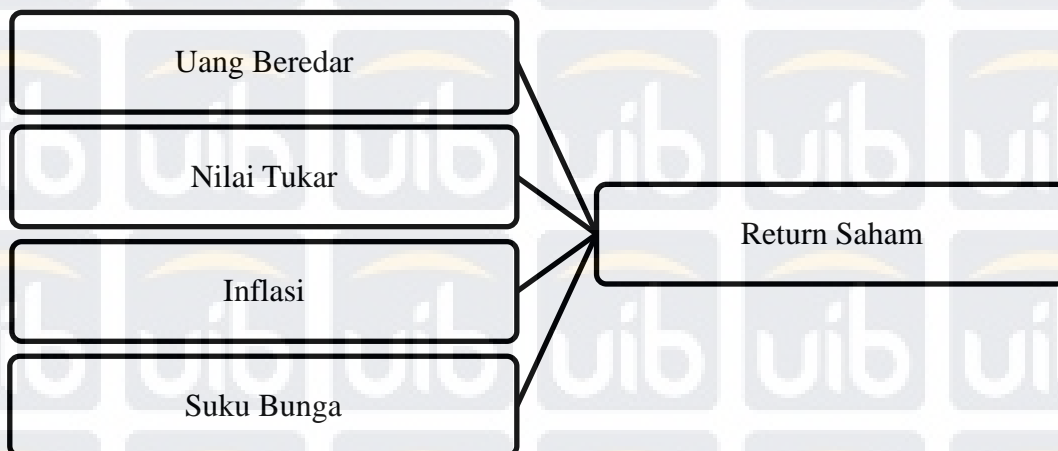 Uang Beredar
Nilai Tukar
Return Saham
Inflasi
Suku Bunga